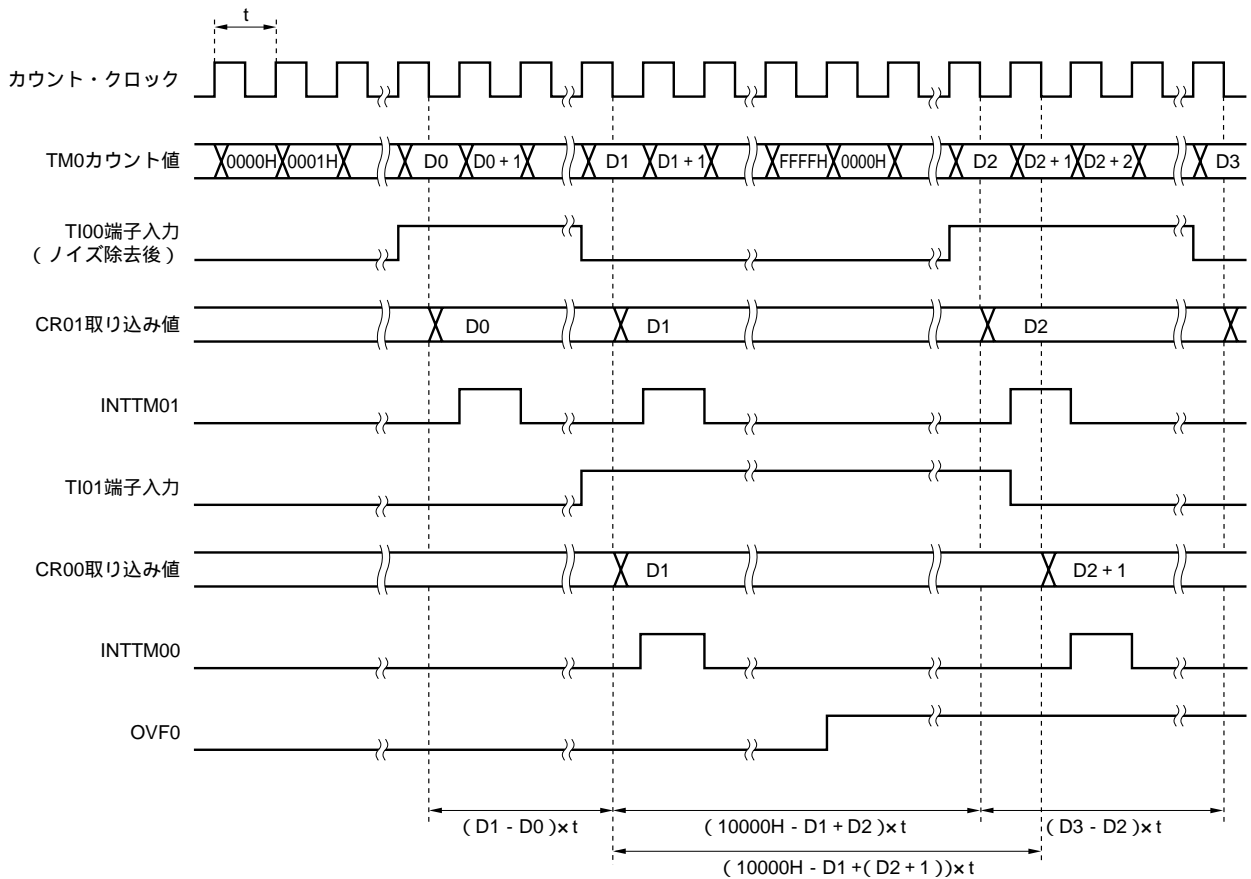 t
カウント・クロック
TM0カウント値
0000H 0001H D0 D0 + 1 D1 D1 + 1 FFFFH 0000H D2 D2 + 1 D2 + 2 D3
TI00端子入力
( ノイズ除去後 )
CR01取り込み値
D0 D1 D2
INTTM01
TI01端子入力
CR00取り込み値
D1 D2 + 1
INTTM00
OVF0
( D1 - D0 )× t ( 10000H - D1 + D2 )× t ( D3 - D2 )× t
( 10000H - D1 +( D2 + 1 ))× t